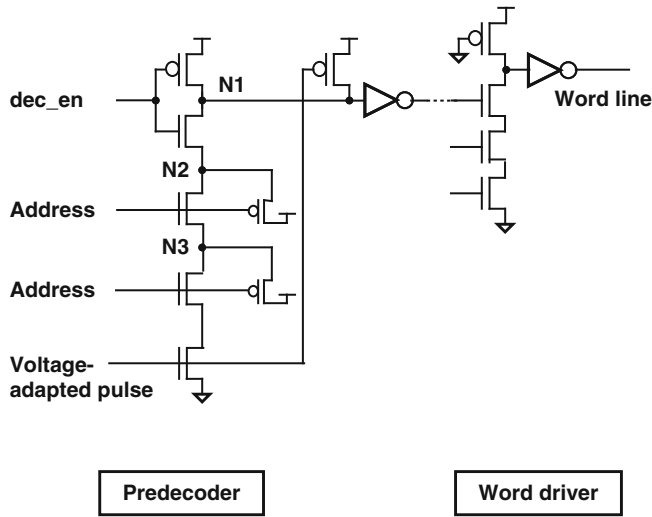 dec_en
N1
Word line
N2
Address
N3
Address
Voltage-
adapted pulse
Predecoder
Word driver